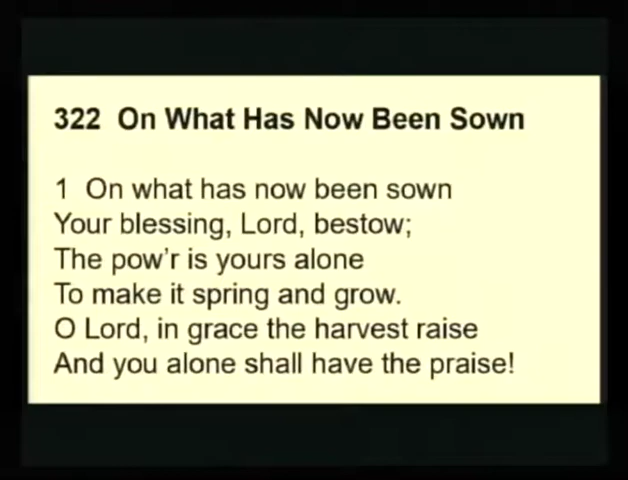 322 On What Has Now Been Sown
1 On what has now been sown
Your blessing, Lord, bestow;
The pow'r is yours alone
To make it spring and grow.
O Lord, in grace the harvest raise
And you alone shall have the praise!